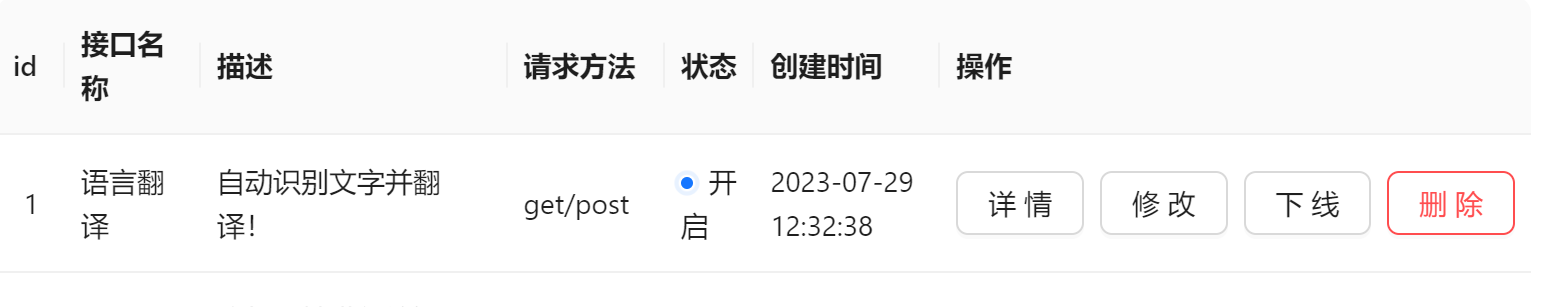 id
接口名
称
描述
请求方法
状态
创建时间
操作
1
语言翻
译
自动识别文字并翻
译！
get/post
开
启
2023-07-29
12:32:38
详 情
修 改
下 线
删 除